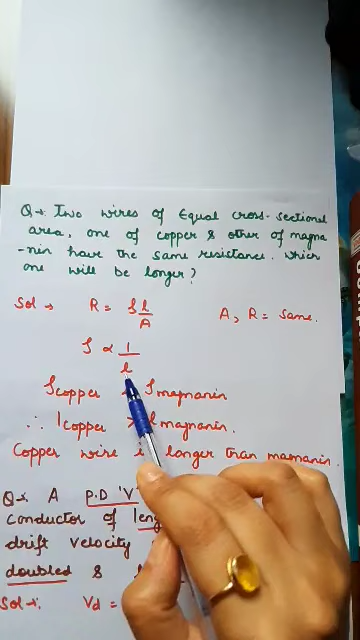 Q→ Two wires of Equal cross-sectional
area, one of copper & other of magna
-nin have the same resistance. which
one will be longer?
Sol→ R = ρl/A A, R = same.
ρ ∝ 1/l
ρcopper ρmagnanin
∴ lcopper > lmagnanin.
Copper wire is longer than mamanin.
Q→ A P.D 'V'
conductor of
drift velocity
doubled &
Sol→: Vd =